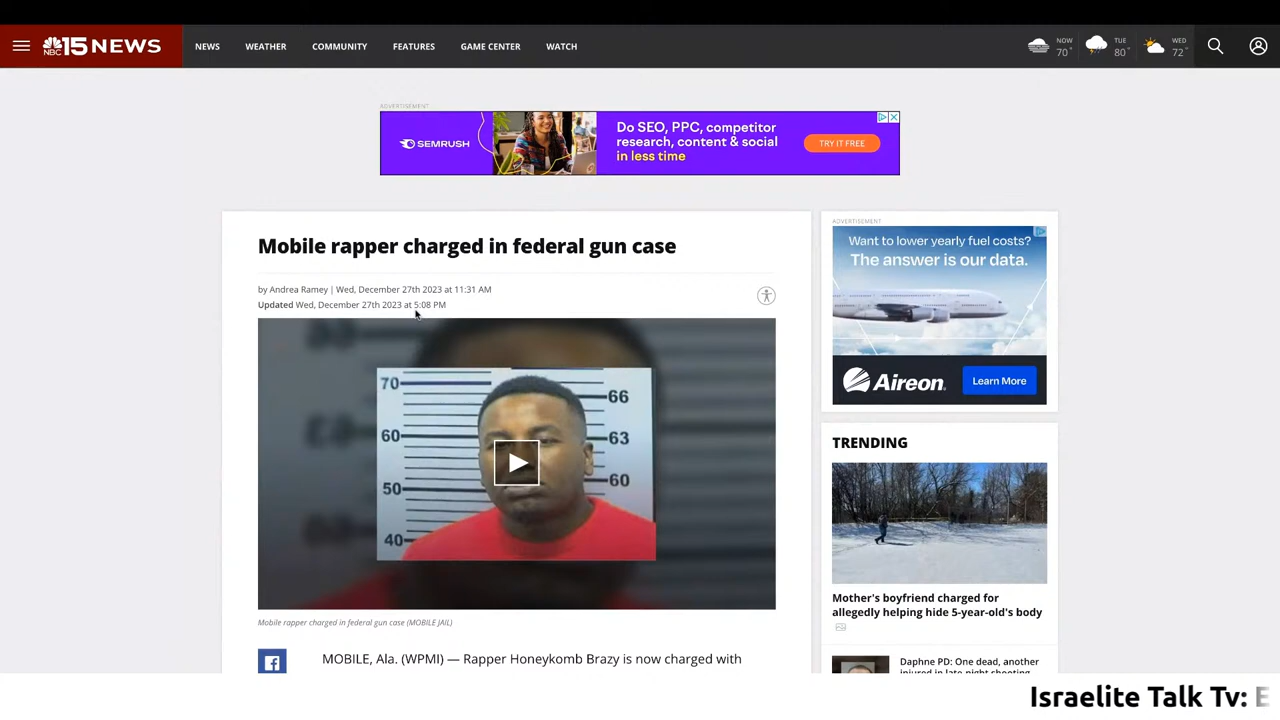 NBC 15 NEWS
NEWS
WEATHER
COMMUNITY
FEATURES
GAME CENTER
WATCH
NOW
70°
TUE
80°
WED
72°
ADVERTISEMENT
SEMRUSH
Do SEO, PPC, competitor
research, content & social
in less time
TRY IT FREE
Mobile rapper charged in federal gun case
by Andrea Ramey | Wed, December 27th 2023 at 11:31 AM
Updated Wed, December 27th 2023 at 5:08 PM
70
60
50
40
66
63
60
Mobile rapper charged in federal gun case (MOBILE JAIL)
MOBILE, Ala. (WPMI) — Rapper Honeykomb Brazy is now charged with
ADVERTISEMENT
Want to lower yearly fuel costs?
The answer is our data.
Aireon
Learn More
TRENDING
Mother's boyfriend charged for
allegedly helping hide 5-year-old's body
Daphne PD: One dead, another
injured in late-night shooting
Israelite Talk Tv: